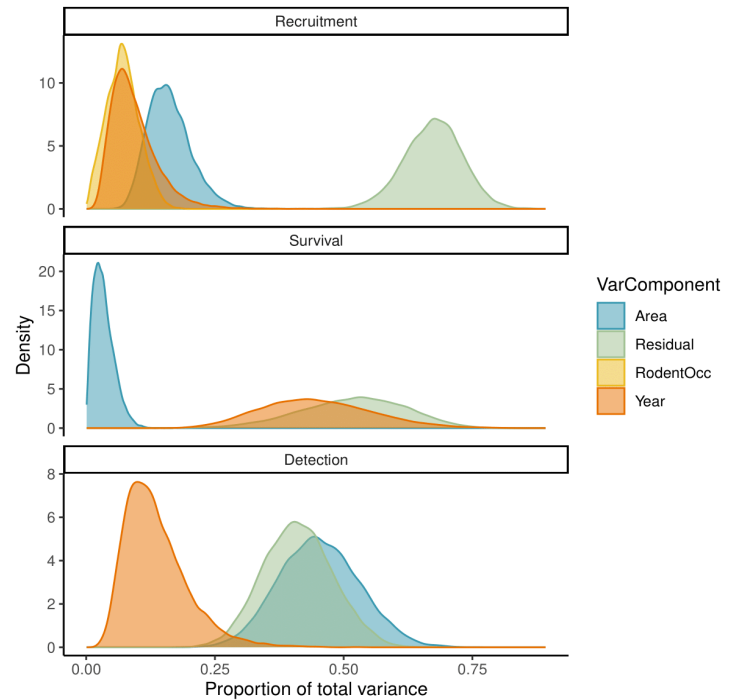 Recruitment
10
5
0
Survival
20
15
10
5
0
Detection
8
6
4
2
0
0.00
0.25
0.50
0.75
Proportion of total variance
Density
VarComponent
Area
Residual
RodentOcc
Year